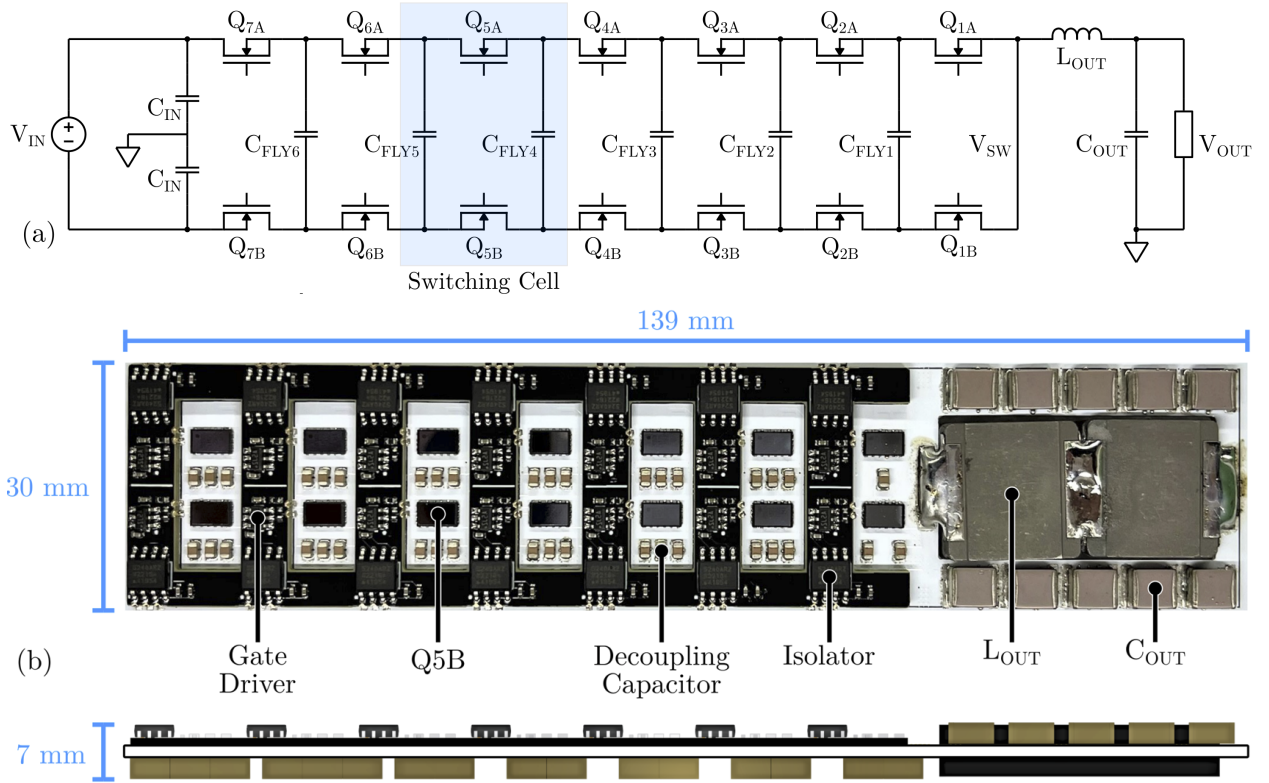 Q7A Q6A Q5A Q4A Q3A Q2A Q1A
LOUT
CIN
VIN
CFLY6 CFLY5 CFLY4 CFLY3 CFLY2 CFLY1 VSW COUT VOUT
CIN
(a)
Q7B Q6B Q5B Q4B Q3B Q2B Q1B
Switching Cell
139 mm
30 mm
(b)
Gate
Driver
Q5B
Decoupling
Capacitor
Isolator
LOUT
COUT
7 mm